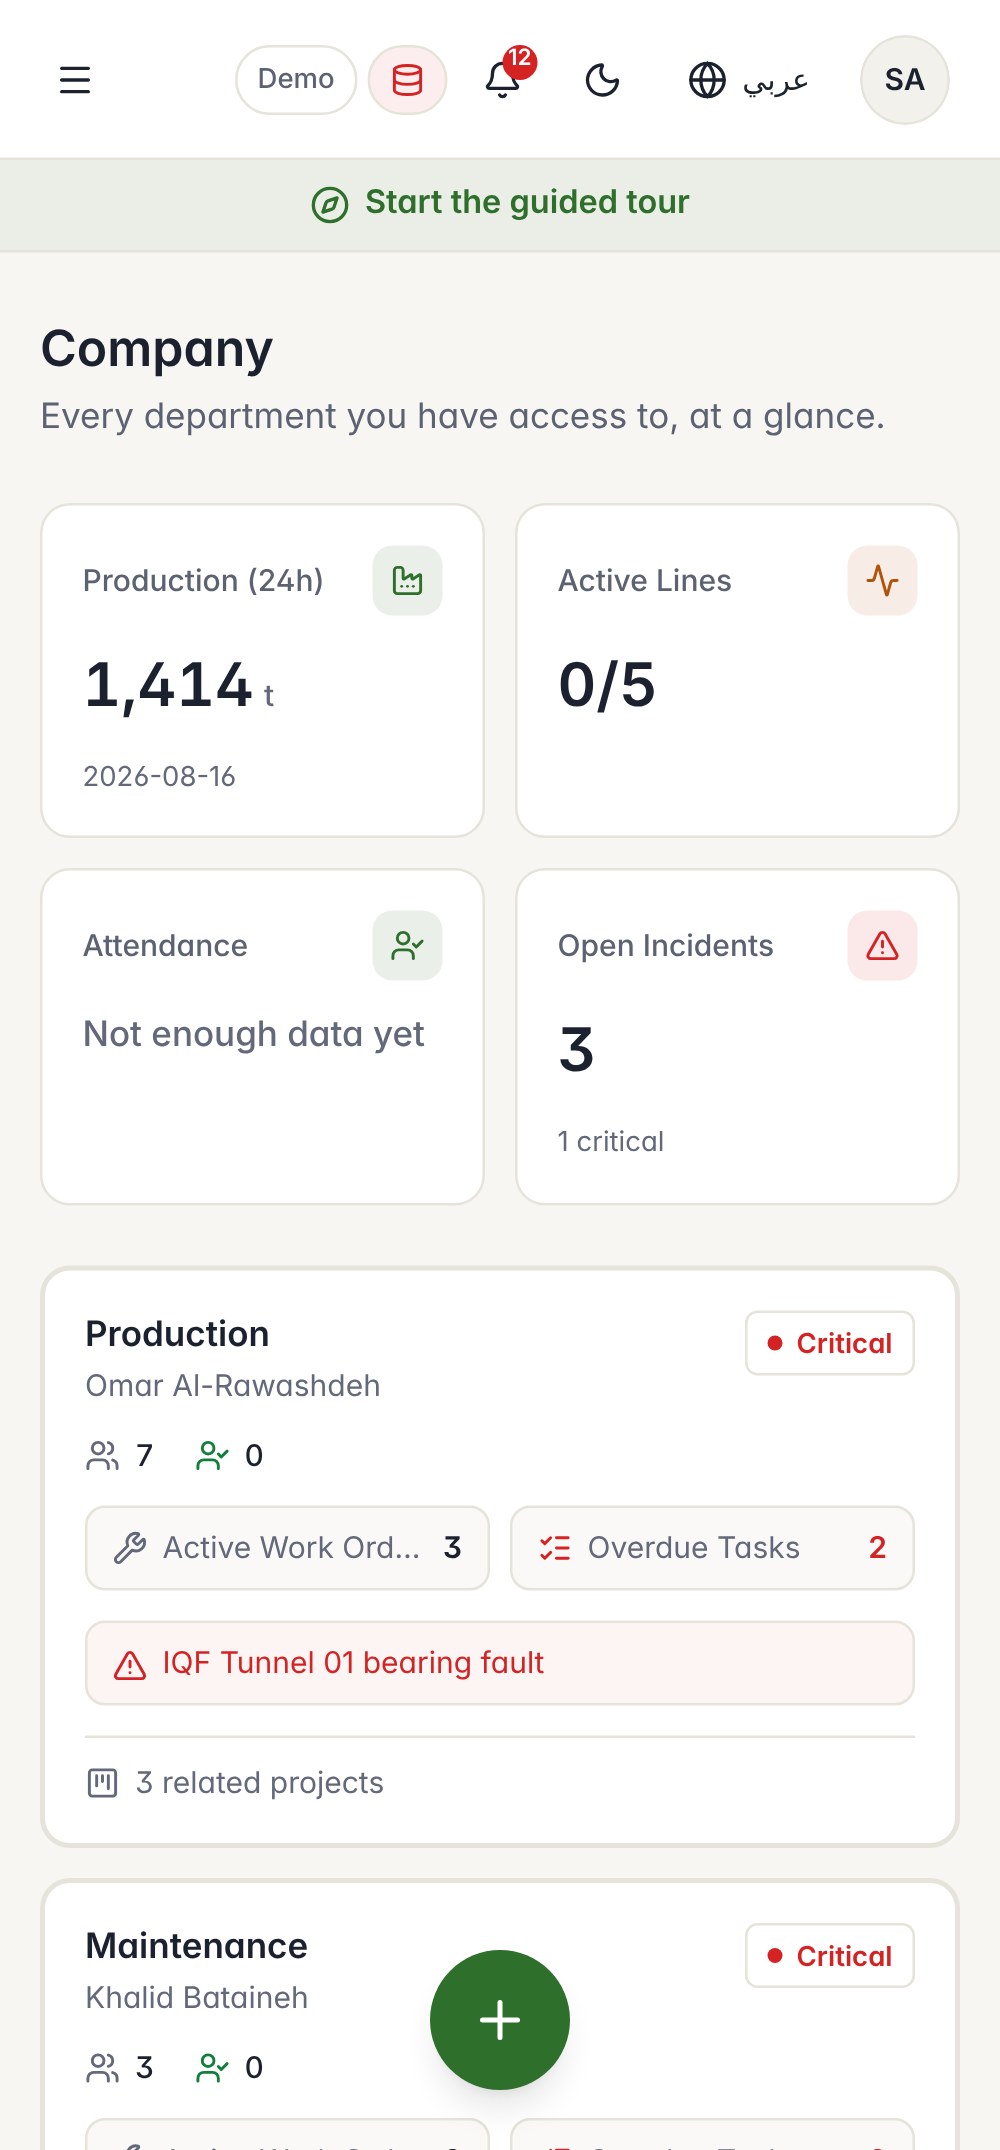 Demo
12
عربي
SA
Start the guided tour
Company
Every department you have access to, at a glance.
Production (24h)
1,414 t
2026-08-16
Active Lines
0/5
Attendance
Not enough data yet
Open Incidents
3
1 critical
Production
Critical
Omar Al-Rawashdeh
7 0
Active Work Ord... 3
Overdue Tasks 2
IQF Tunnel 01 bearing fault
3 related projects
Maintenance
Critical
Khalid Bataineh
3 0